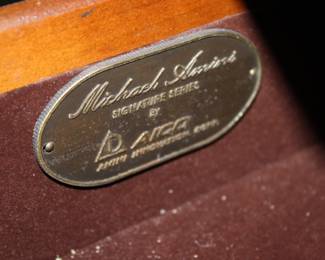 Michael Amini
SIGNATURE SERIES
BY
AICO
AMINI INNOVATION CORP.